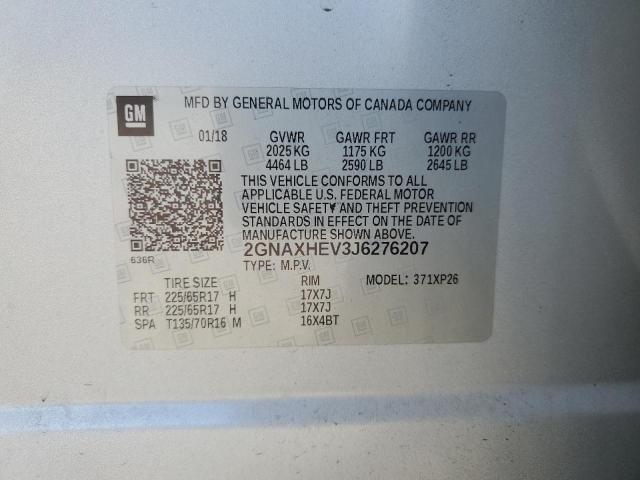 GM
MFD BY GENERAL MOTORS OF CANADA COMPANY
01/18 GVWR GAWR FRT GAWR RR
2025 KG 1175 KG 1200 KG
4464 LB 2590 LB 2645 LB
THIS VEHICLE CONFORMS TO ALL
APPLICABLE U.S. FEDERAL MOTOR
VEHICLE SAFETY AND THEFT PREVENTION
STANDARDS IN EFFECT ON THE DATE OF
MANUFACTURE SHOWN ABOVE.
636R
2GNAXHEV3J6276207
TYPE: M.P.V.
TIRE SIZE RIM MODEL: 371XP26
FRT 225/65R17 H 17X7J
RR 225/65R17 H 17X7J
SPA T135/70R16 M 16X4BT